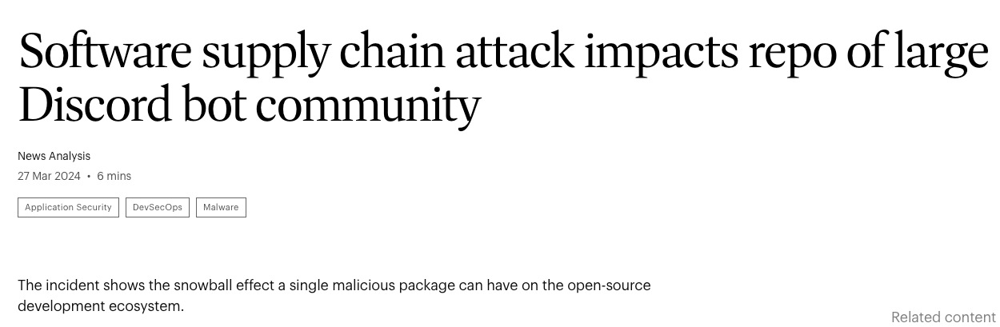 Software supply chain attack impacts repo of large
Discord bot community
News Analysis
27 Mar 2024 • 6 mins
Application Security DevSecOps Malware
The incident shows the snowball effect a single malicious package can have on the open-source
development ecosystem.
Related content